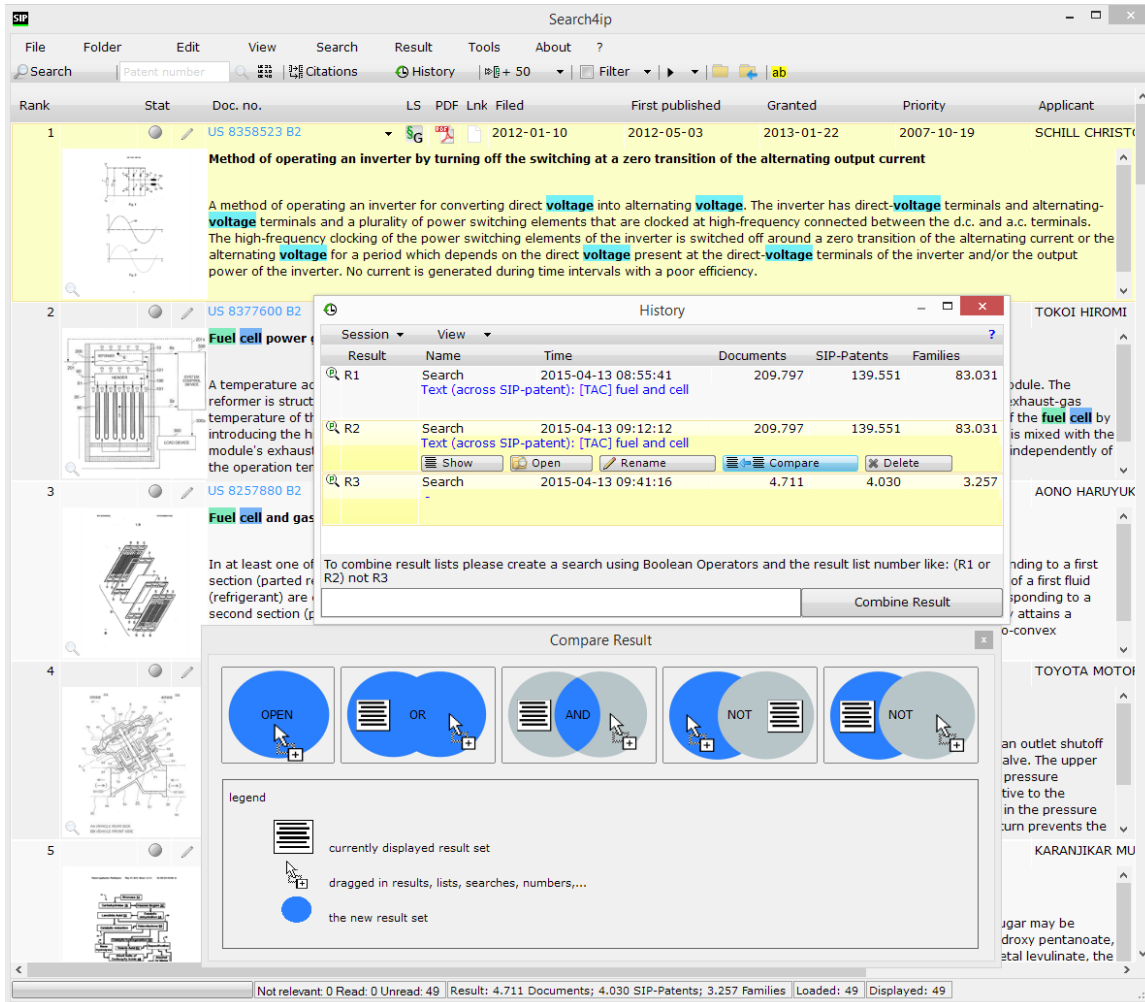 SIP Search4ip
File Folder Edit View Search Result Tools About ?
Search Patent number Citations History + 50 Filter ab
Rank Stat Doc. no. LS PDF Lnk Filed First published Granted Priority Applicant
1 US 8358523 B2 §G 2012-01-10 2012-05-03 2013-01-22 2007-10-19 SCHILL CHRISTO
Method of operating an inverter by turning off the switching at a zero transition of the alternating output current
A method of operating an inverter for converting direct voltage into alternating voltage. The inverter has direct-voltage terminals and alternating-
voltage terminals and a plurality of power switching elements that are clocked at high-frequency connected between the d.c. and a.c. terminals.
The high-frequency clocking of the power switching elements of the inverter is switched off around a zero transition of the alternating current or the
alternating voltage for a period which depends on the direct voltage present at the direct-voltage terminals of the inverter and/or the output
power of the inverter. No current is generated during time intervals with a poor efficiency.
2 US 8377600 B2 TOKOI HIROMI
Fuel cell power
A temperature ac
reformer is struct
temperature of th
introducing the h
module's exhaust
the operation ter
odule. The
exhaust-gas
f the fuel cell by
is mixed with the
independently of
History
Session View ?
Result Name Time Documents SIP-Patents Families
R1 Search 2015-04-13 08:55:41 209.797 139.551 83.031
Text (across SIP-patent): [TAC] fuel and cell
R2 Search 2015-04-13 09:12:12 209.797 139.551 83.031
Text (across SIP-patent): [TAC] fuel and cell
Show Open Rename Compare Delete
R3 Search 2015-04-13 09:41:16 4.711 4.030 3.257
-
To combine result lists please create a search using Boolean Operators and the result list number like: (R1 or
R2) not R3
Combine Result
3 US 8257880 B2 AONO HARUYUK
Fuel cell and gas
In at least one of
section (parted re
(refrigerant) are
second section (p
nding to a first
of a first fluid
sponding to a
y attains a
o-convex
Compare Result
OPEN OR AND NOT NOT
legend
currently displayed result set
dragged in results, lists, searches, numbers,...
the new result set
4 TOYOTA MOTOR
an outlet shutoff
alve. The upper
pressure
tive to the
in the pressure
turn prevents the
5 KARANJIKAR MU
ugar may be
droxy pentanoate,
etal levulinate, the
Not relevant: 0 Read: 0 Unread: 49 Result: 4.711 Documents; 4.030 SIP-Patents; 3.257 Families Loaded: 49 Displayed: 49